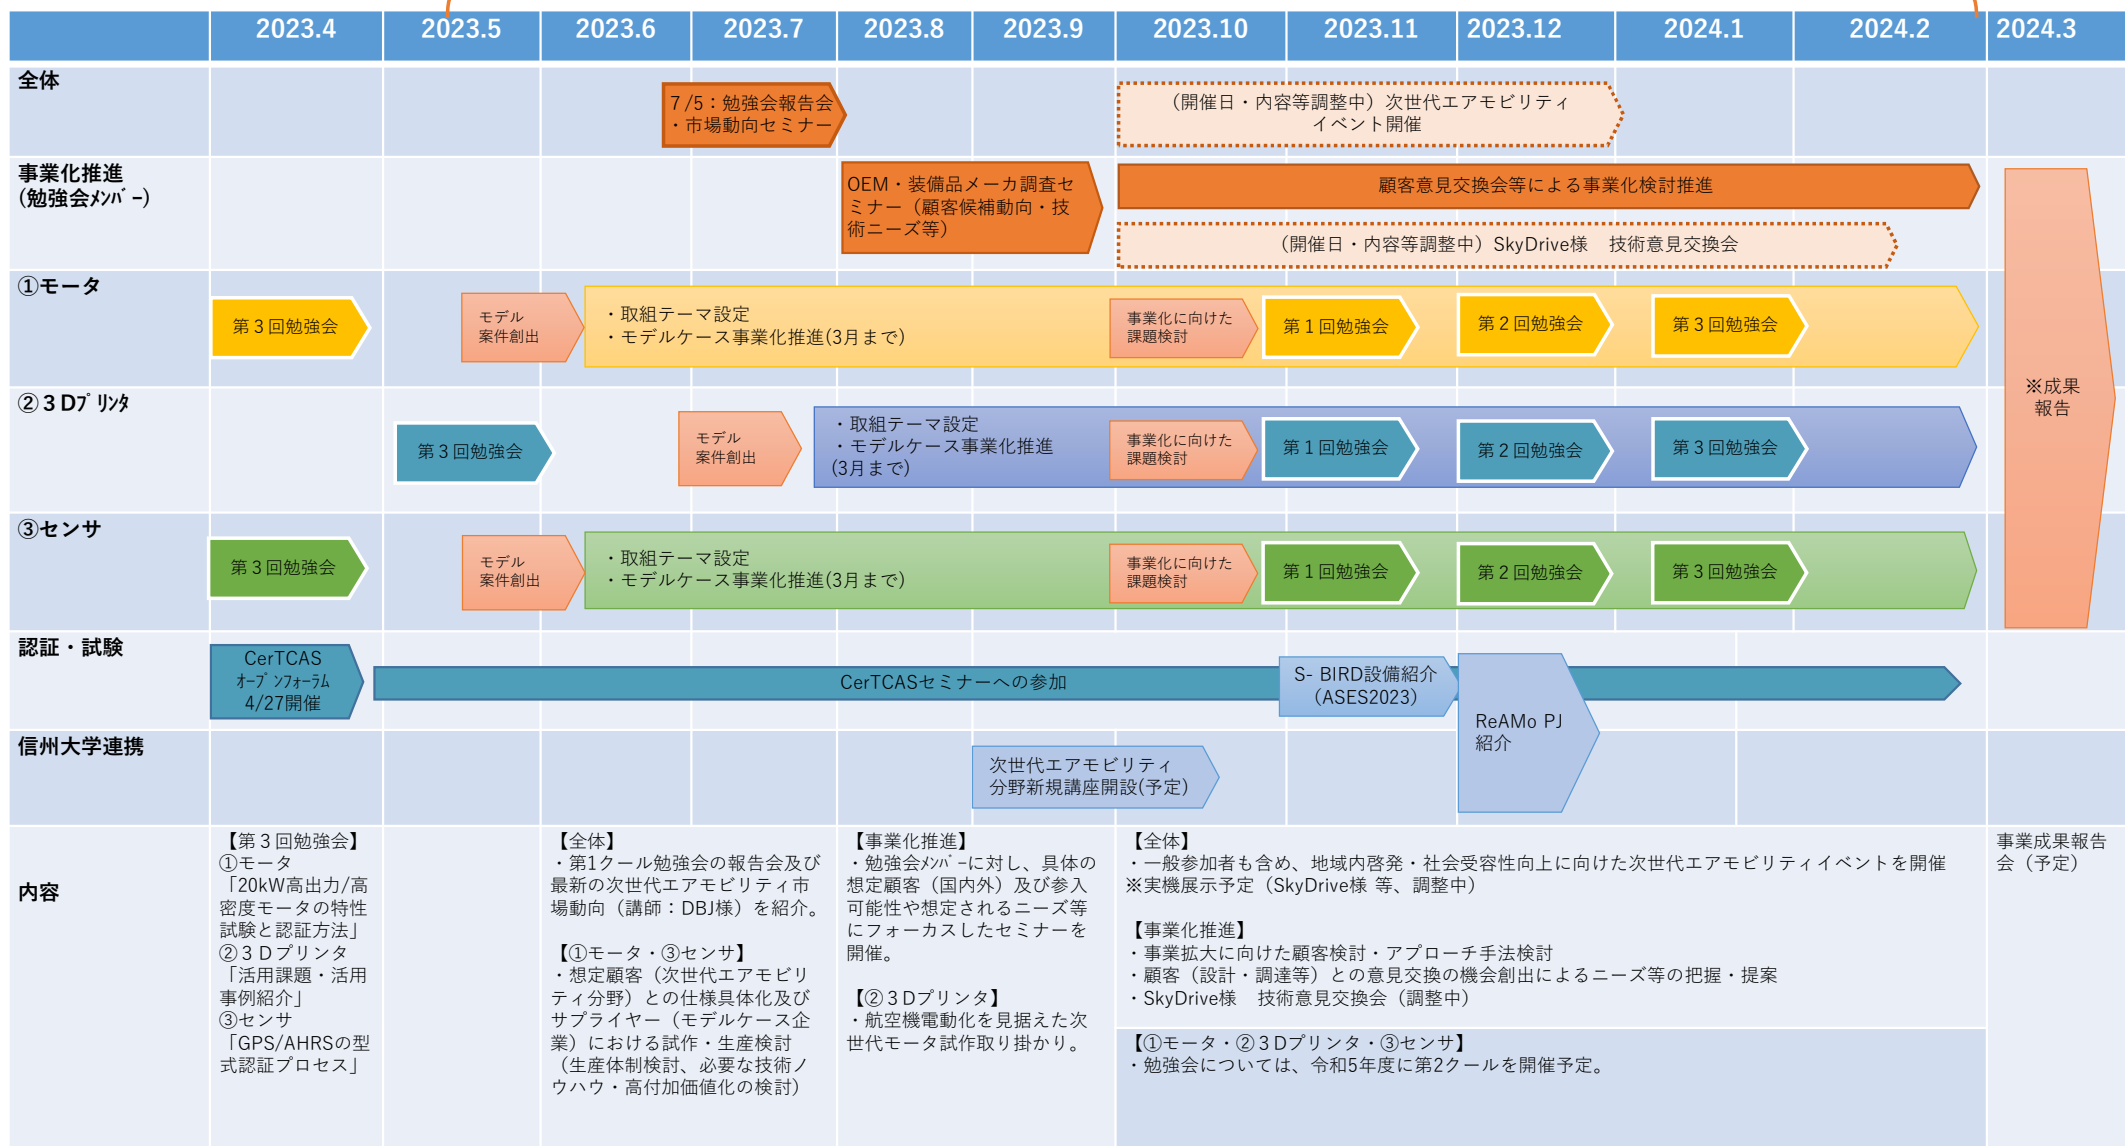 2023.4
2023.5
2023.6
2023.7
2023.8
2023.9
2023.10
2023.11
2023.12
2024.1
2024.2
2024.3
全体
７/5：勉強会報告会
・市場動向セミナー
（開催日・内容等調整中）次世代エアモビリティ
イベント開催
事業化推進
(勉強会ﾒﾝﾊﾞｰ)
OEM・装備品メーカ調査セ
ミナー（顧客候補動向・技
術ニーズ等）
顧客意見交換会等による事業化検討推進
（開催日・内容等調整中）SkyDrive様　技術意見交換会
※成果
報告
①モータ
第３回勉強会
モデル
案件創出
・取組テーマ設定
・モデルケース事業化推進(3月まで）
事業化に向けた
課題検討
第１回勉強会
第２回勉強会
第３回勉強会
②３Dﾌﾟﾘﾝﾀ
第３回勉強会
モデル
案件創出
・取組テーマ設定
・モデルケース事業化推進
(3月まで）
事業化に向けた
課題検討
第１回勉強会
第２回勉強会
第３回勉強会
③センサ
第３回勉強会
モデル
案件創出
・取組テーマ設定
・モデルケース事業化推進(3月まで）
事業化に向けた
課題検討
第１回勉強会
第２回勉強会
第３回勉強会
認証・試験
CerTCAS
ｵｰﾌﾟﾝﾌｫｰﾗﾑ
4/27開催
CerTCASセミナーへの参加
S- BIRD設備紹介
（ASES2023）
ReAMo PJ
紹介
信州大学連携
次世代エアモビリティ
分野新規講座開設(予定)
内容
【第３回勉強会】
①モータ
「20kW高出力/高
密度モータの特性
試験と認証方法」
②３Ｄプリンタ
「活用課題・活用
事例紹介」
③センサ
「GPS/AHRSの型
式認証プロセス」
【全体】
・第1クール勉強会の報告会及び
最新の次世代エアモビリティ市
場動向（講師：DBJ様）を紹介。
【①モータ・③センサ】
・想定顧客（次世代エアモビリ
ティ分野）との仕様具体化及び
サプライヤー（モデルケース企
業）における試作・生産検討
（生産体制検討、必要な技術ノ
ウハウ・高付加価値化の検討）
【事業化推進】
・勉強会ﾒﾝﾊﾞｰに対し、具体の
想定顧客（国内外）及び参入
可能性や想定されるニーズ等
にフォーカスしたセミナーを
開催。
【②３Dプリンタ】
・航空機電動化を見据えた次
世代モータ試作取り掛かり。
【全体】
・一般参加者も含め、地域内啓発・社会受容性向上に向けた次世代エアモビリティイベントを開催
※実機展示予定（SkyDrive様 等、調整中）
【事業化推進】
・事業拡大に向けた顧客検討・アプローチ手法検討
・顧客（設計・調達等）との意見交換の機会創出によるニーズ等の把握・提案
・SkyDrive様　技術意見交換会（調整中）
【①モータ・②３Dプリンタ・③センサ】
・勉強会については、令和5年度に第2クールを開催予定。
事業成果報告
会（予定）